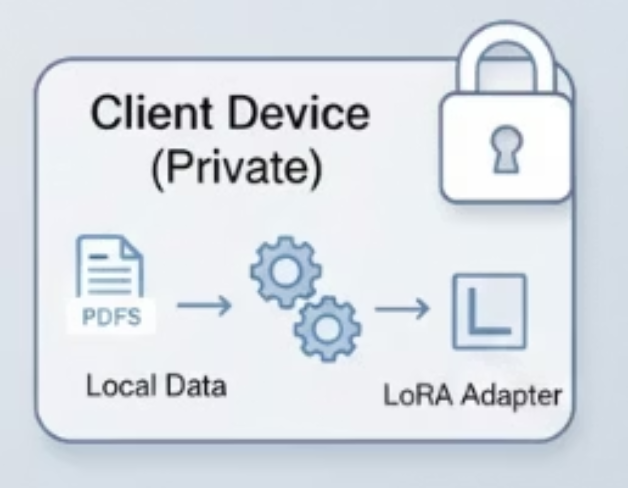 Client Device
(Private)
PDFS
L
Local Data
LoRA Adapter